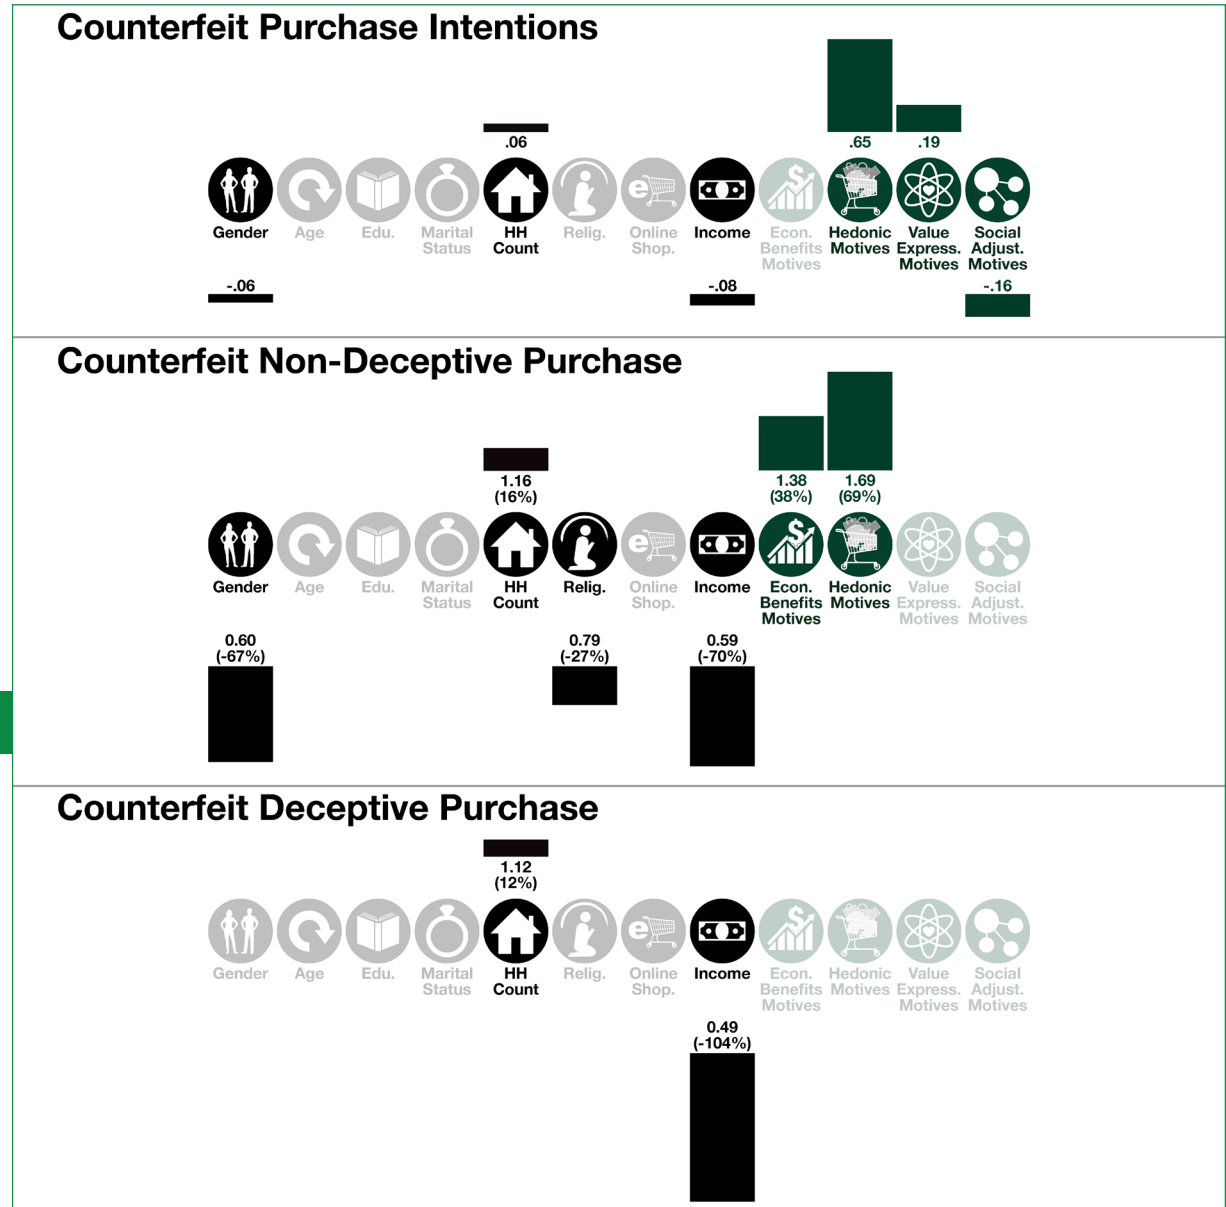 Counterfeit Purchase Intentions
.06
.65
.19
Gender
Age
Edu.
Marital
Status
HH
Count
Relig.
e
Online
Shop.
Income
$
Econ.
Benefits
Motives
Hedonic
Motives
Value
Express.
Motives
Social
Adjust.
Motives
-.06
-.08
-.16
Counterfeit Non-Deceptive Purchase
1.16
(16%)
1.38
(38%)
1.69
(69%)
Gender
Age
Edu.
Marital
Status
HH
Count
Relig.
e
Online
Shop.
Income
$
Econ.
Benefits
Motives
Hedonic
Motives
Value
Express.
Motives
Social
Adjust.
Motives
0.60
(-67%)
0.79
(-27%)
0.59
(-70%)
Counterfeit Deceptive Purchase
1.12
(12%)
Gender
Age
Edu.
Marital
Status
HH
Count
Relig.
e
Online
Shop.
Income
$
Econ.
Benefits
Motives
Hedonic
Motives
Value
Express.
Motives
Social
Adjust.
Motives
0.49
(-104%)